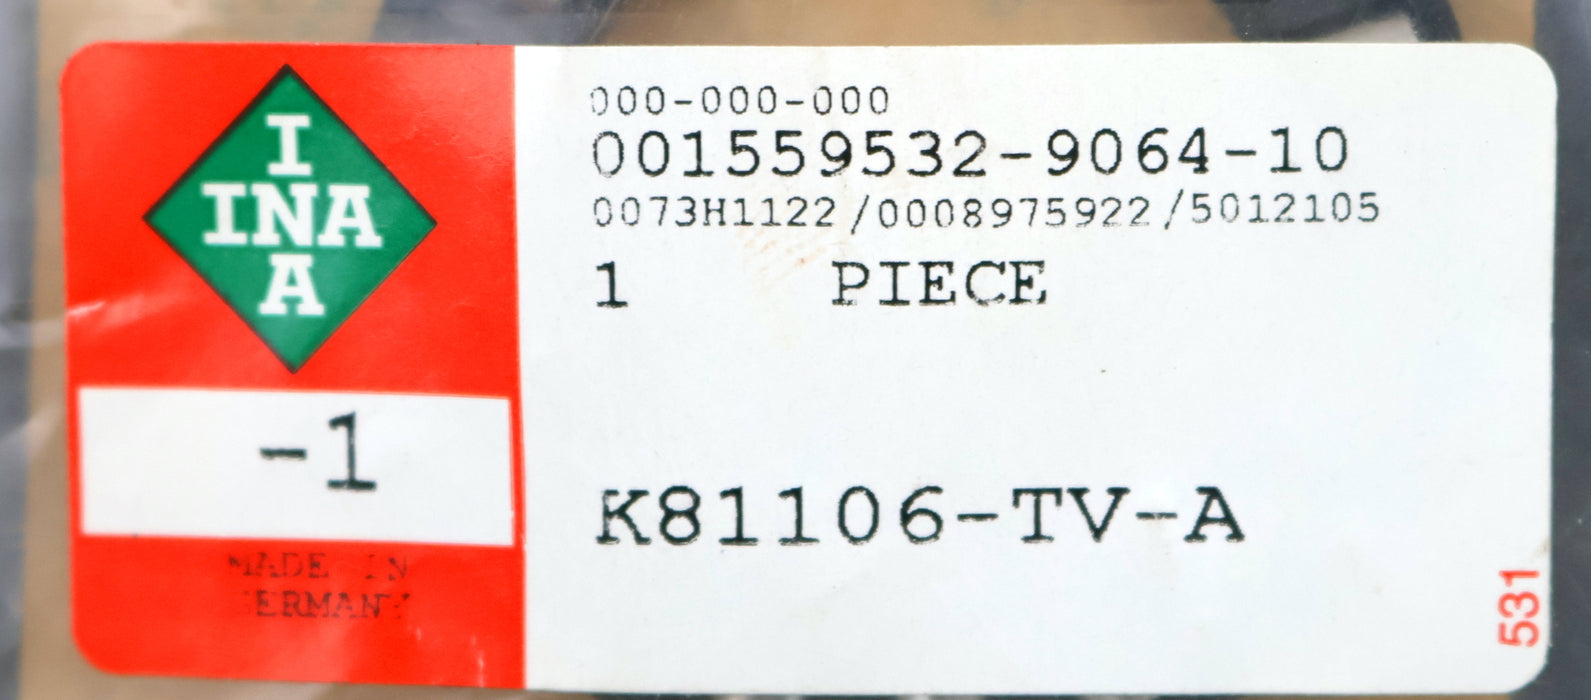 I
INA
A
-1
MADE IN
GERMANY
000-000-000
001559532-9064-10
0073H1122/0008975922/5012105
1 PIECE
K81106-TV-A
531